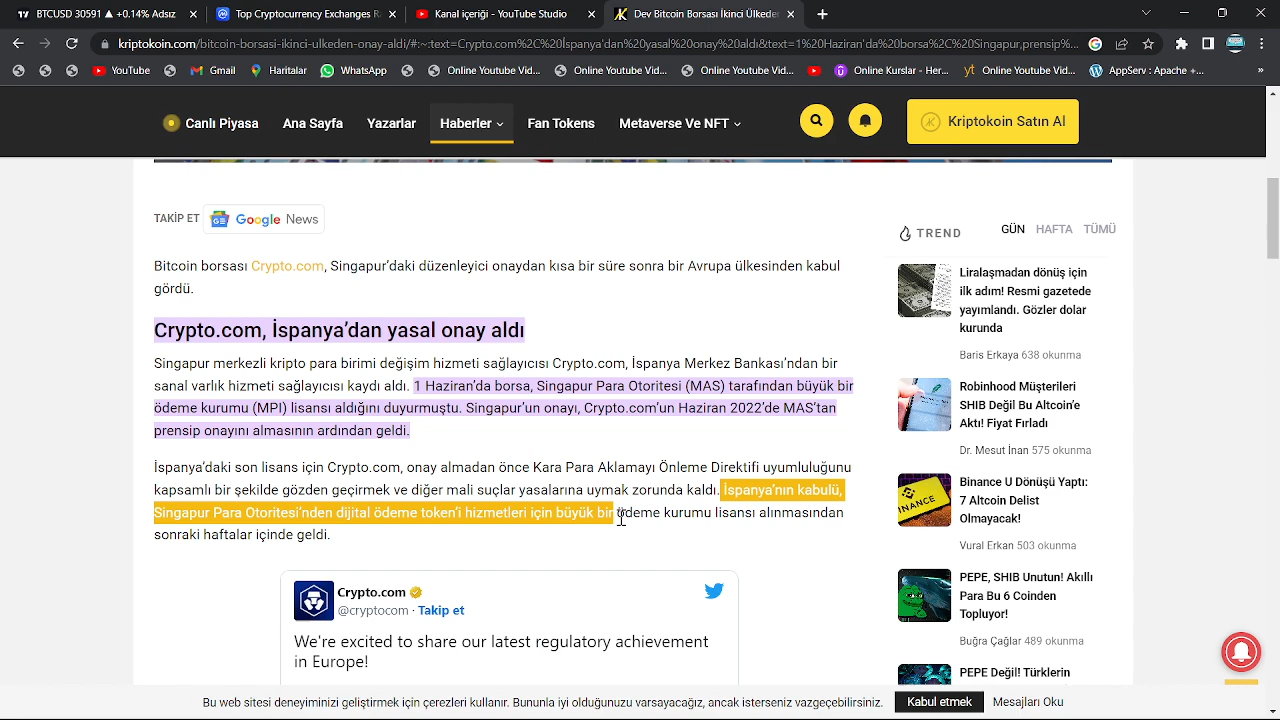 BTCUSD 30591 ▲ +0.14% Adsız
Top Cryptocurrency Exchanges R
Kanal içeriği - YouTube Studio
Dev Bitcoin Borsası İkinci Ülkeden
kriptokoin.com/bitcoin-borsasi-ikinci-ulkeden-onay-aldi/#:~:text=Crypto.com%2C%20İspanya'dan%20yasal%20onay%20aldı&text=1%20Haziran'da%20borsa%2C%20Singapur,prensip%...
YouTube
Gmail
Haritalar
WhatsApp
Online Youtube Vid...
Online Youtube Vid...
Online Youtube Vid...
Online Kurslar - Her...
Online Youtube Vid...
AppServ : Apache +...
»
Canlı Piyasa
Ana Sayfa
Yazarlar
Haberler
Fan Tokens
Metaverse Ve NFT
Kriptokoin Satın Al
TAKİP ET Google News
Bitcoin borsası Crypto.com, Singapur’daki düzenleyici onaydan kısa bir süre sonra bir Avrupa ülkesinden kabul
gördü.
Crypto.com, İspanya’dan yasal onay aldı
Singapur merkezli kripto para birimi değişim hizmeti sağlayıcısı Crypto.com, İspanya Merkez Bankası’ndan bir
sanal varlık hizmeti sağlayıcısı kaydı aldı. 1 Haziran’da borsa, Singapur Para Otoritesi (MAS) tarafından büyük bir
ödeme kurumu (MPI) lisansı aldığını duyurmuştu. Singapur’un onayı, Crypto.com’un Haziran 2022’de MAS’tan
prensip onayını almasının ardından geldi.
İspanya’daki son lisans için Crypto.com, onay almadan önce Kara Para Aklamayı Önleme Direktifi uyumluluğunu
kapsamlı bir şekilde gözden geçirmek ve diğer mali suçlar yasalarına uymak zorunda kaldı. İspanya’nın kabulü,
Singapur Para Otoritesi’nden dijital ödeme token’i hizmetleri için büyük bir ödeme kurumu lisansı alınmasından
sonraki haftalar içinde geldi.
Crypto.com
@cryptocom · Takip et
We're excited to share our latest regulatory achievement
in Europe!
TREND
GÜN
HAFTA
TÜMÜ
Liralaşmadan dönüş için
ilk adım! Resmi gazetede
yayımlandı. Gözler dolar
kurunda
Baris Erkaya 638 okunma
Robinhood Müşterileri
SHIB Değil Bu Altcoin’e
Aktı! Fiyat Fırladı
Dr. Mesut İnan 575 okunma
BINANCE
Binance U Dönüşü Yaptı:
7 Altcoin Delist
Olmayacak!
Vural Erkan 503 okunma
PEPE, SHIB Unutun! Akıllı
Para Bu 6 Coinden
Topluyor!
Buğra Çağlar 489 okunma
PEPE Değil! Türklerin
eyiminizi geliştirmek için çerezleri kullanır. Bununla iyi olduğunuzu varsayacağız, ancak isterseniz vazgeçebilirsiniz.
Kabul etmek
Mesajları Oku